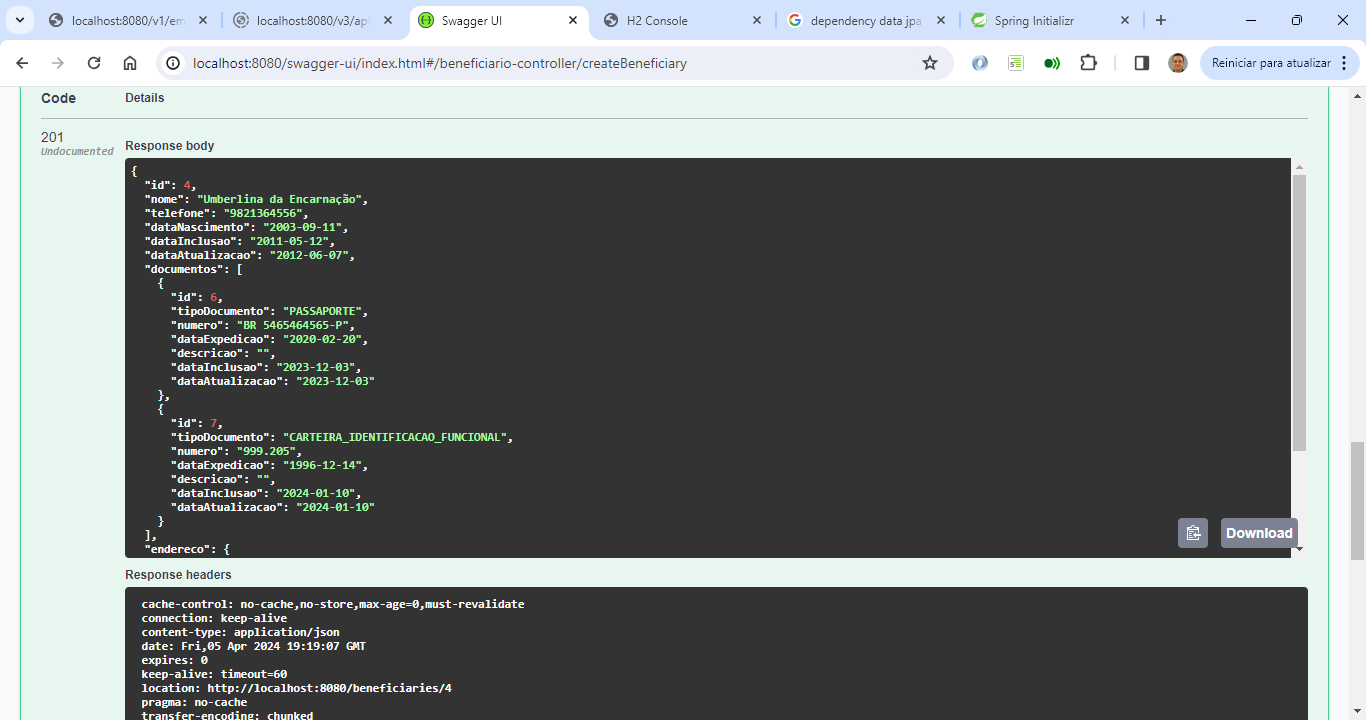 localhost:8080/v1/em
localhost:8080/v3/api
Swagger UI
H2 Console
dependency data jpa
Spring Initializr
localhost:8080/swagger-ui/index.html#/beneficiario-controller/createBeneficiary
Reiniciar para atualizar
Code
Details
201
Undocumented
Response body
{
"id": 4,
"nome": "Umberlina da Encarnação",
"telefone": "9821364556",
"dataNascimento": "2003-09-11",
"dataInclusao": "2011-05-12",
"dataAtualizacao": "2012-06-07",
"documentos": [
{
"id": 6,
"tipoDocumento": "PASSAPORTE",
"numero": "BR 5465464565-P",
"dataExpedicao": "2020-02-20",
"descricao": "",
"dataInclusao": "2023-12-03",
"dataAtualizacao": "2023-12-03"
},
{
"id": 7,
"tipoDocumento": "CARTEIRA_IDENTIFICACAO_FUNCIONAL",
"numero": "999.205",
"dataExpedicao": "1996-12-14",
"descricao": "",
"dataInclusao": "2024-01-10",
"dataAtualizacao": "2024-01-10"
}
],
"endereco": {
Download
Response headers
cache-control: no-cache,no-store,max-age=0,must-revalidate
connection: keep-alive
content-type: application/json
date: Fri,05 Apr 2024 19:19:07 GMT
expires: 0
keep-alive: timeout=60
location: http://localhost:8080/beneficiaries/4
pragma: no-cache
transfer-encoding: chunked